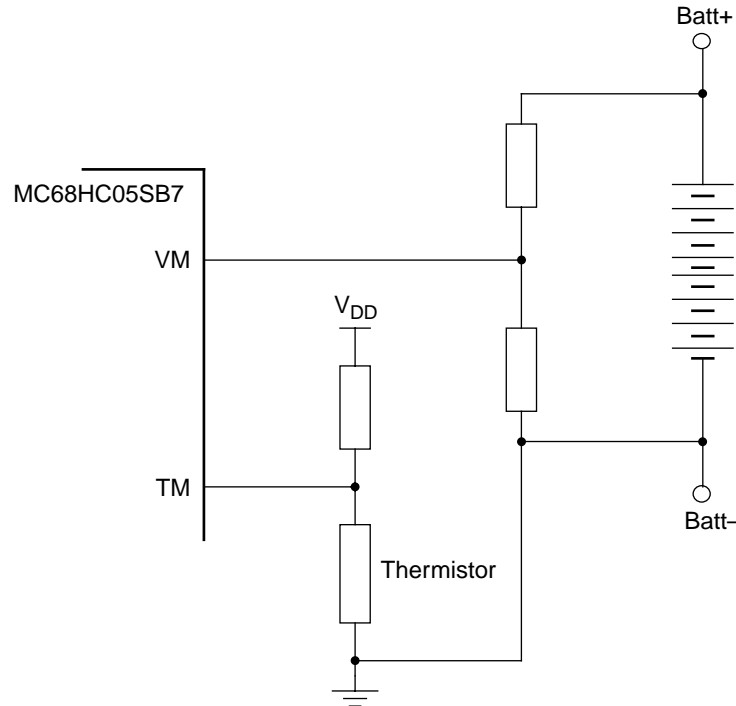 Batt+
MC68HC05SB7
VM
VDD
TM
Batt–
Thermistor